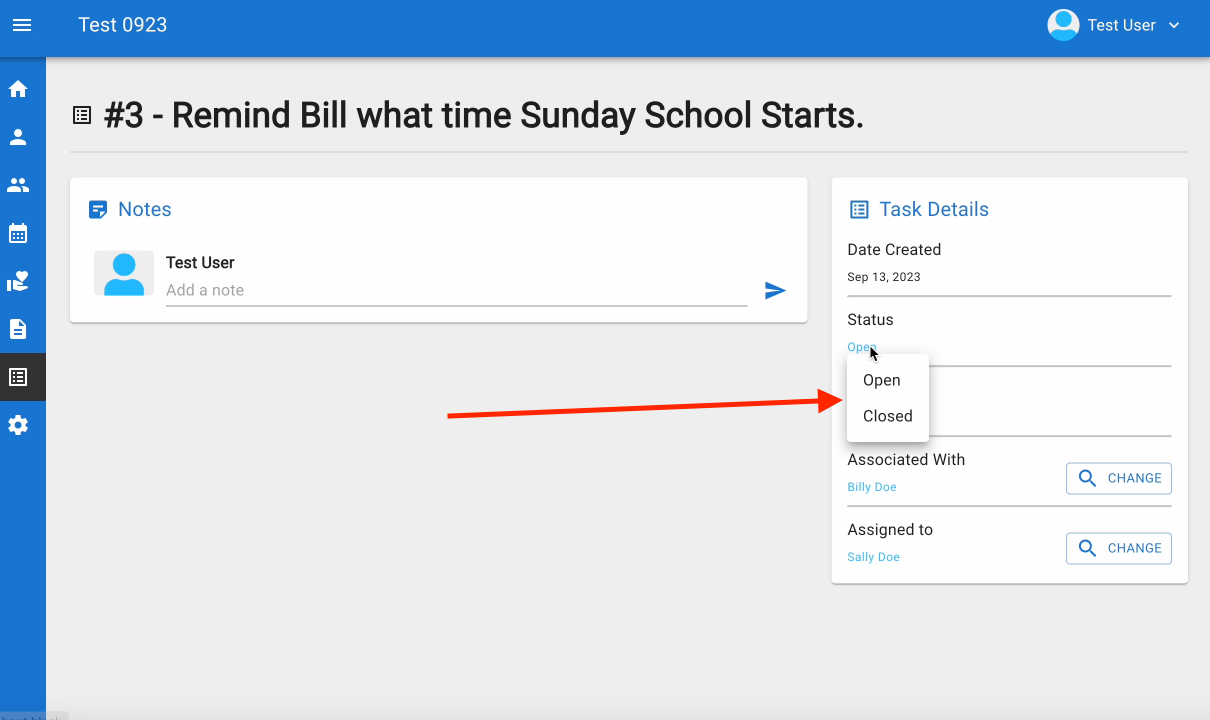 Test 0923
Test User
#3 - Remind Bill what time Sunday School Starts.
Notes
Test User
Add a note
Task Details
Date Created
Sep 13, 2023
Status
Open
Open
Closed
Associated With
Billy Doe
CHANGE
Assigned to
Sally Doe
CHANGE